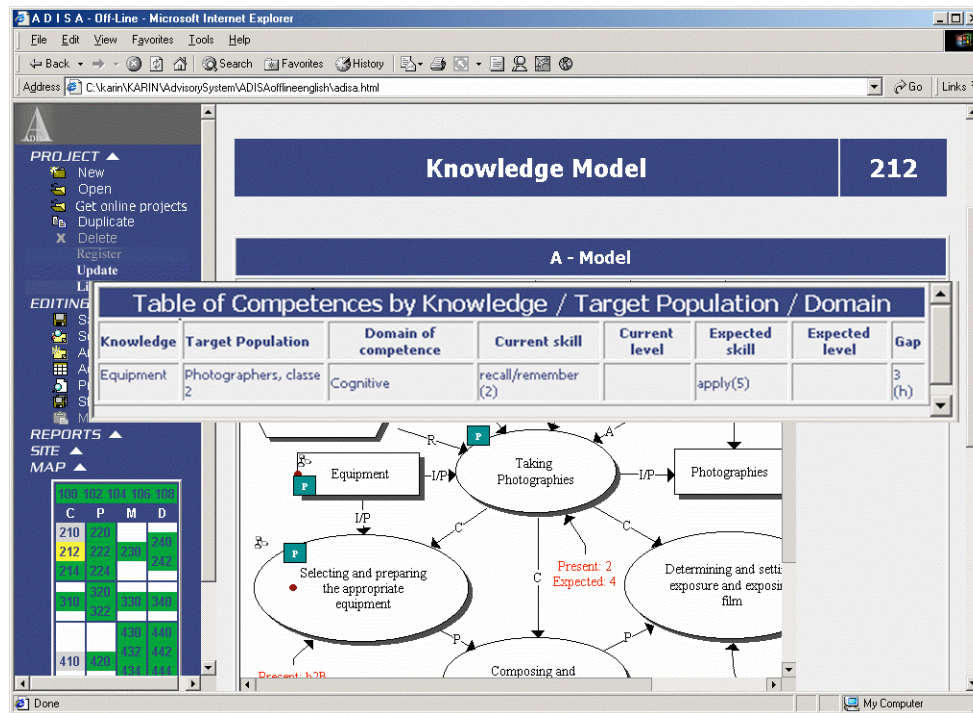 A D I S A - Off-Line - Microsoft Internet Explorer
File Edit View Favorites Tools Help
Back Search Favorites History
Address C:\karin\KARIN\AdvisorySystem\ADISAofflineenglish\adisa.html Go Links
ADISA
PROJECT
New
Open
Get online projects
Duplicate
Delete
Register
Update
EDITING
REPORTS
SITE
MAP
100 102 104 106 108
C P M D
210 220
240
212 222 230
242
214 224
320
310 330 340
322
430 440
432 442
410 420
434 444
Knowledge Model 212
A - Model
Table of Competences by Knowledge / Target Population / Domain
Knowledge Target Population Domain of competence Current skill Current level Expected skill Expected level Gap
Equipment Photographers, classe 2 Cognitive recall/remember (2) apply(5) 3 (h)
R
P
A
Equipment
P
I/P
Taking
Photographies
I/P
Photographies
I/P
C
C
C
P
Selecting and preparing
the appropriate
equipment
Present: 2
Expected: 4
Determining and
exposure and
film
P
P
Present: b2B
Composing and
Done My Computer